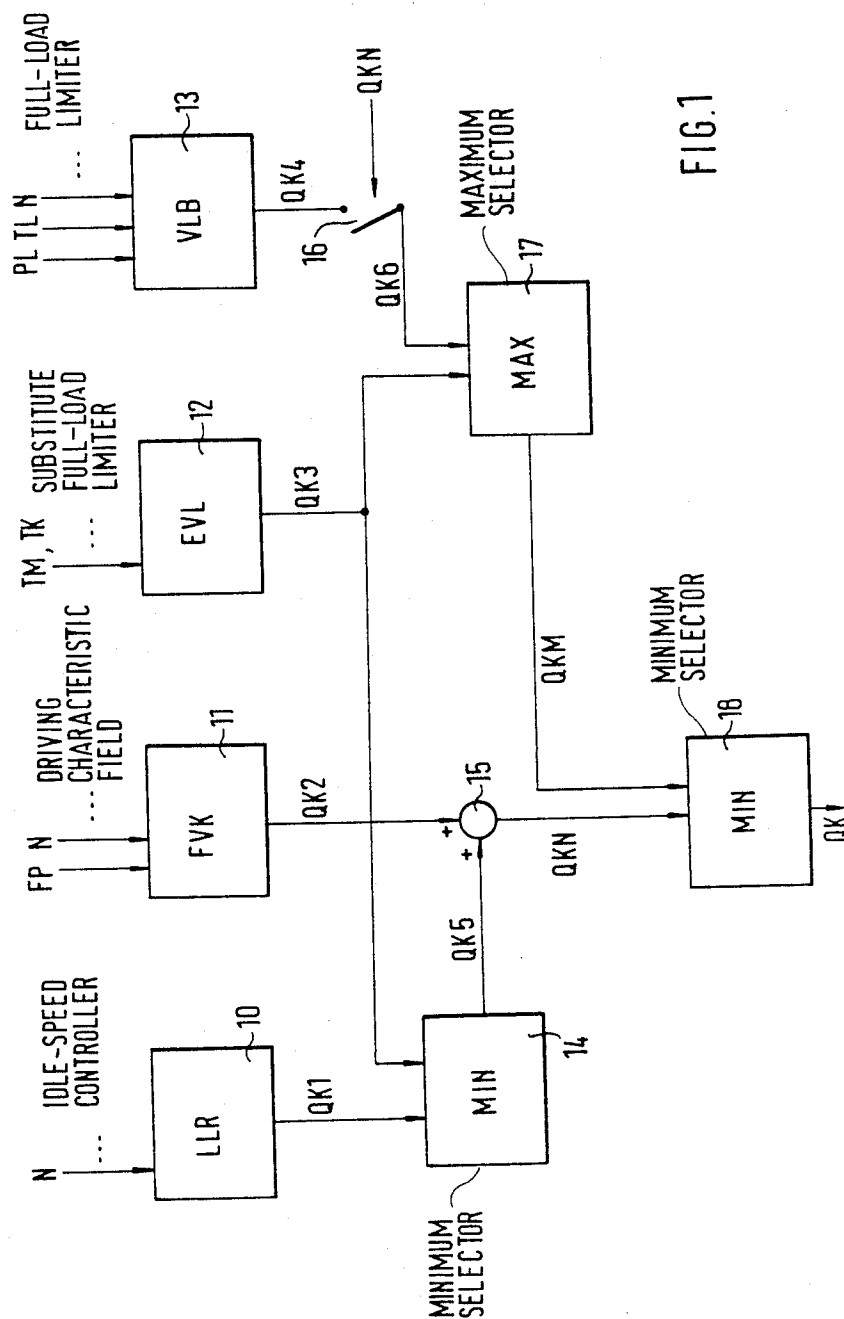 N
...
IDLE-SPEED
CONTROLLER
LLR
10
QK1
FP N
...
DRIVING
CHARACTERISTIC
FIELD
FVK
11
QK2
TM, TK
...
SUBSTITUTE
FULL-LOAD
LIMITER
EVL
12
QK3
PL TL N
...
FULL-LOAD
LIMITER
VLB
13
QK4
16
QKN
QK6
MINIMUM
SELECTOR
MIN
14
QK5
+
+
15
QKN
MAXIMUM
SELECTOR
17
MAX
QKM
MINIMUM
SELECTOR
18
MIN
QK
FIG.1